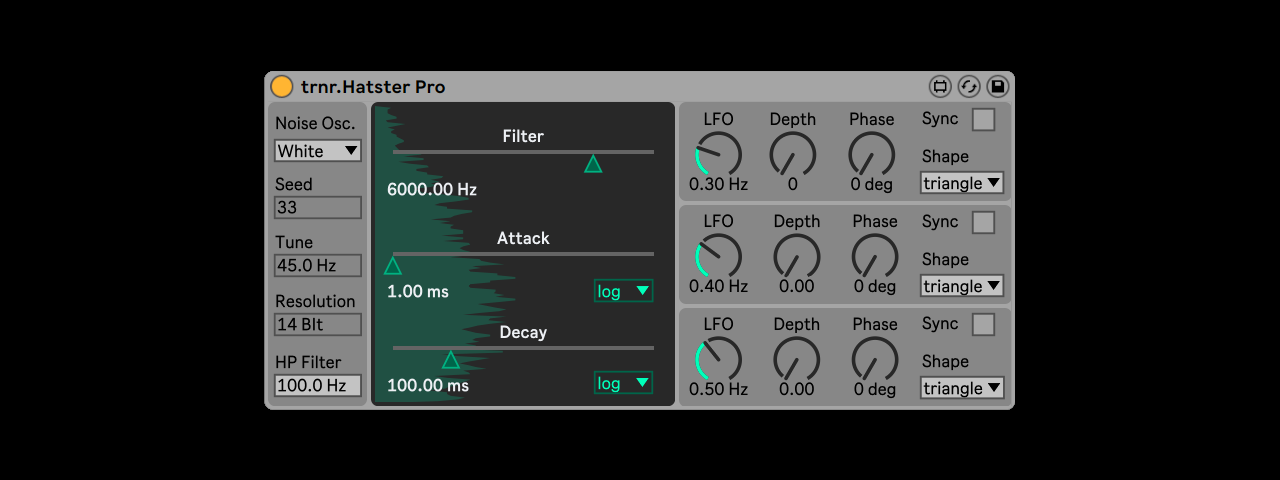 trnr.Hatster Pro
Noise Osc.
White
Seed
33
Tune
45.0 Hz
Resolution
14 BIt
HP Filter
100.0 Hz
Filter
6000.00 Hz
Attack
1.00 ms
log
Decay
100.00 ms
log
LFO Depth Phase Sync
Shape
0.30 Hz 0 0 deg triangle
LFO Depth Phase Sync
Shape
0.40 Hz 0.00 0 deg triangle
LFO Depth Phase Sync
Shape
0.50 Hz 0.00 0 deg triangle